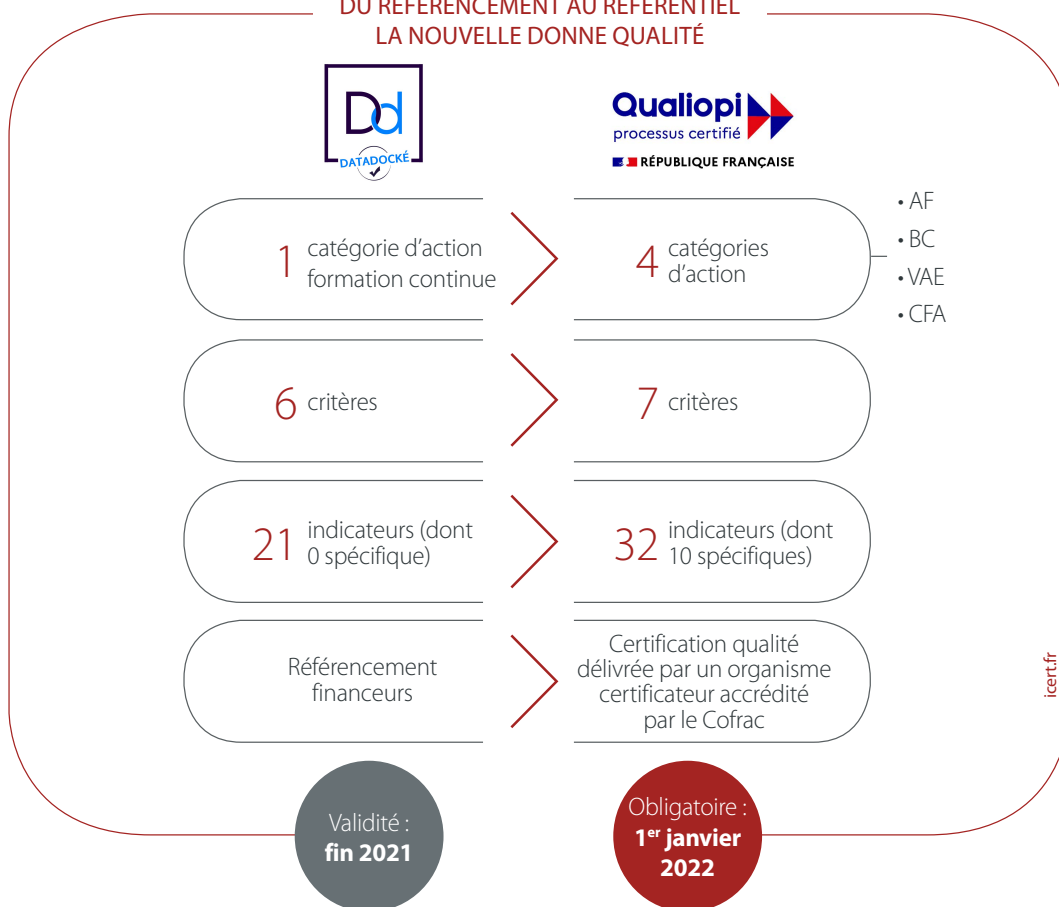 DU RÉFÉRENCEMENT AU RÉFÉRENTIEL
LA NOUVELLE DONNE QUALITÉ
Dd
DATADOCKÉ
Qualiopi
processus certifié
RÉPUBLIQUE FRANÇAISE
1 catégorie d'action
formation continue
4 catégories
d'action
• AF
• BC
• VAE
• CFA
6 critères
7 critères
21 indicateurs (dont
0 spécifique)
32 indicateurs (dont
10 spécifiques)
Référencement
financeurs
Certification qualité
délivrée par un organisme
certificateur accrédité
par le Cofrac
icert.fr
Validité :
fin 2021
Obligatoire :
1er janvier
2022